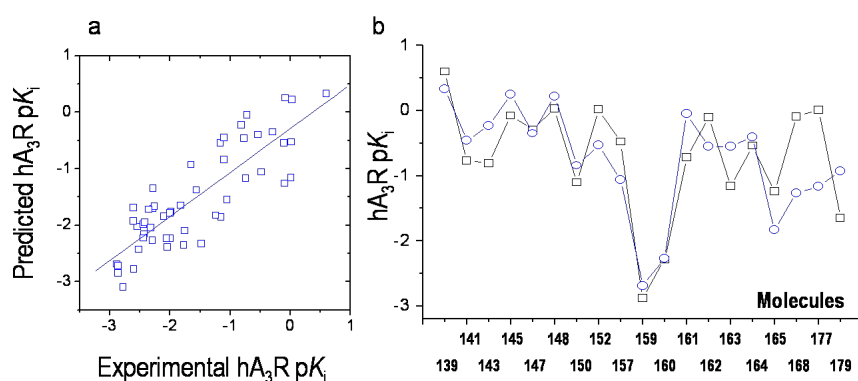 a
1
0
-1
-2
-3
Predicted hA₃R pKᵢ
-3 -2 -1 0 1
Experimental hA₃R pKᵢ
b
1
0
-1
-2
-3
hA₃R pKᵢ
Molecules
141 143 145 147 148 150 152 157 159 160 161 162 163 164 165 168 177 179
139